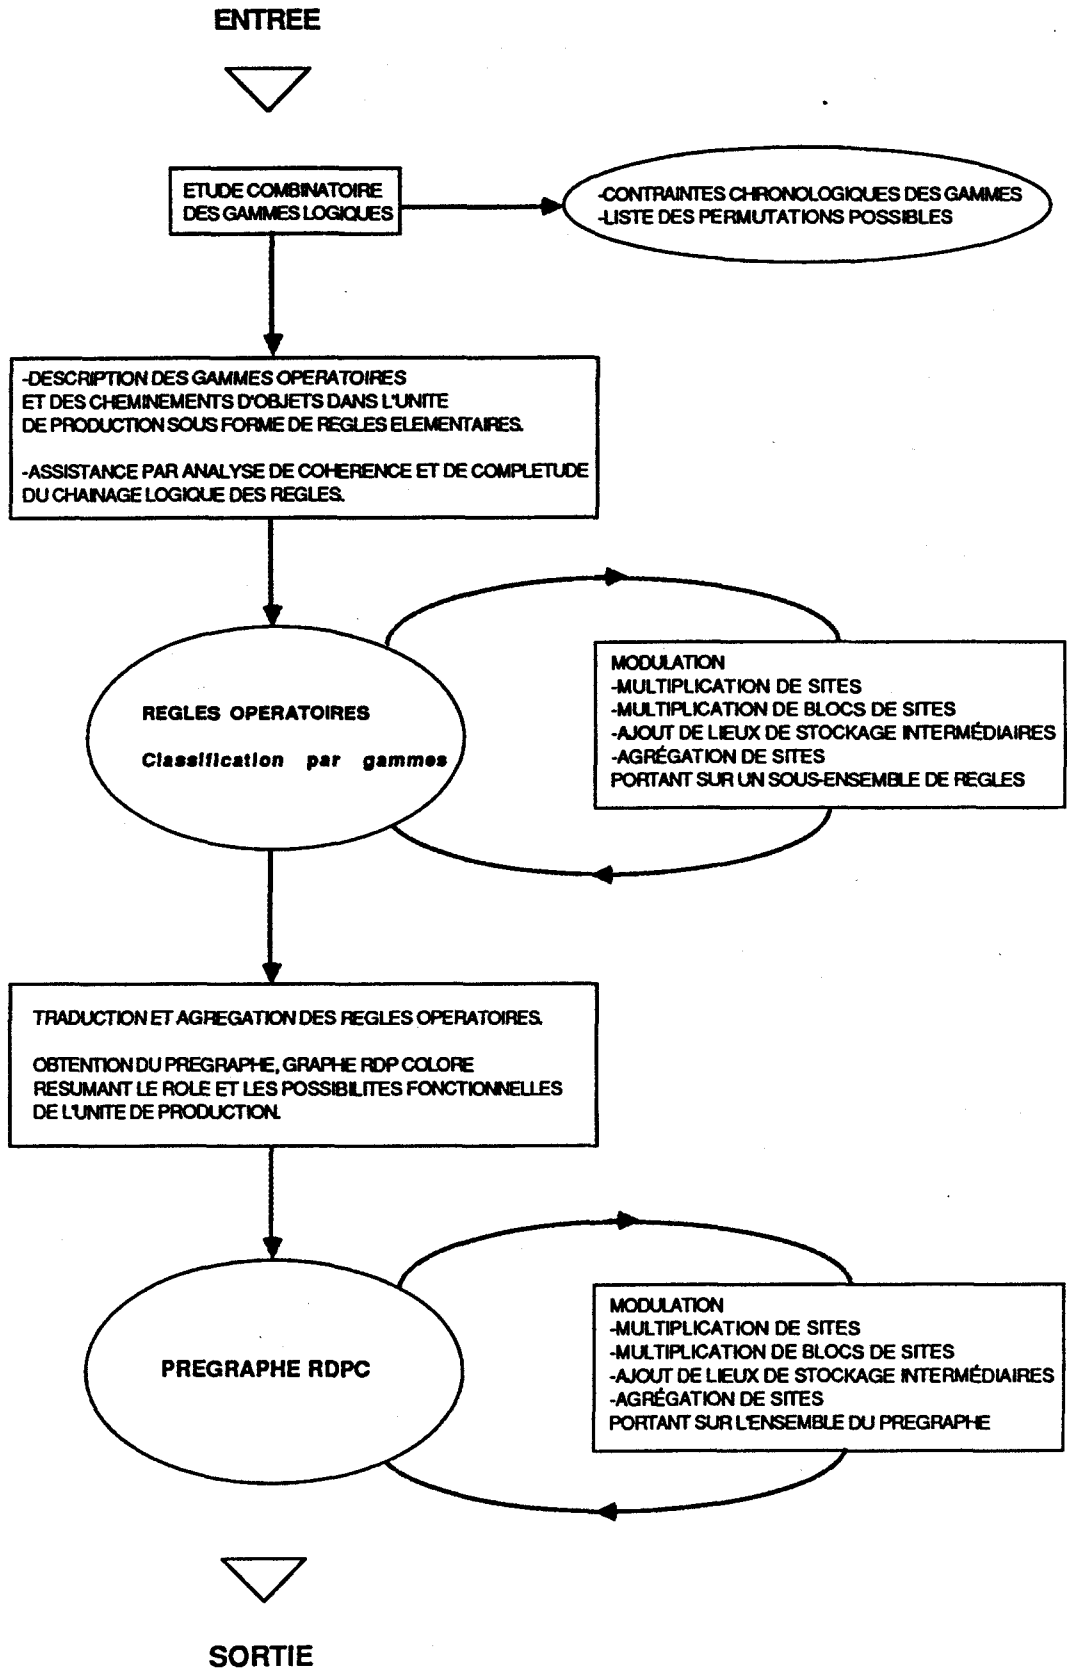 ENTREE
ETUDE COMBINATOIRE
DES GAMMES LOGIQUES
-CONTRAINTES CHRONOLOGIQUES DES GAMMES
-LISTE DES PERMUTATIONS POSSIBLES
-DESCRIPTION DES GAMMES OPERATOIRES
ET DES CHEMINEMENTS D'OBJETS DANS L'UNITE
DE PRODUCTION SOUS FORME DE REGLES ELEMENTAIRES.
-ASSISTANCE PAR ANALYSE DE COHERENCE ET DE COMPLETUDE
DU CHAINAGE LOGIQUE DES REGLES.
REGLES OPERATOIRES
Classification par gammes
MODULATION
-MULTIPLICATION DE SITES
-MULTIPLICATION DE BLOCS DE SITES
-AJOUT DE LIEUX DE STOCKAGE INTERMÉDIAIRES
-AGRÉGATION DE SITES
PORTANT SUR UN SOUS-ENSEMBLE DE REGLES
TRADUCTION ET AGREGATION DES REGLES OPERATOIRES.
OBTENTION DU PREGRAPHE, GRAPHE RDP COLORE
RESUMANT LE ROLE ET LES POSSIBILITES FONCTIONNELLES
DE L'UNITE DE PRODUCTION.
PREGRAPHE RDPC
MODULATION
-MULTIPLICATION DE SITES
-MULTIPLICATION DE BLOCS DE SITES
-AJOUT DE LIEUX DE STOCKAGE INTERMÉDIAIRES
-AGRÉGATION DE SITES
PORTANT SUR L'ENSEMBLE DU PREGRAPHE
SORTIE